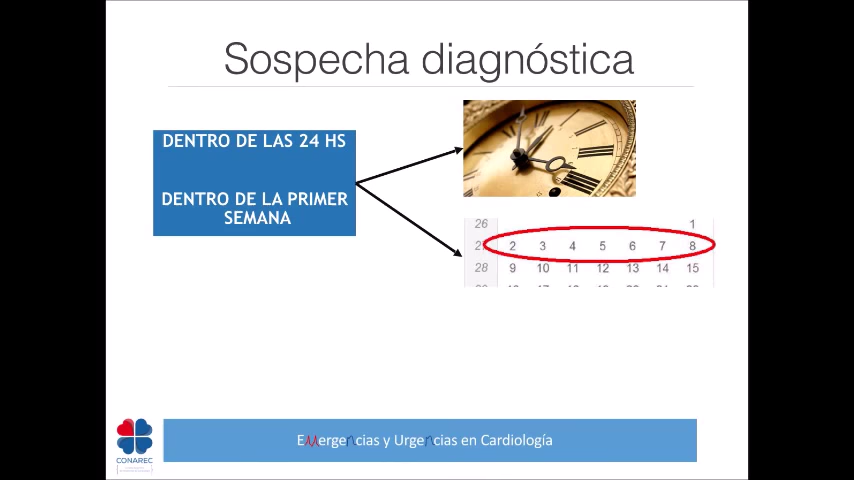 Sospecha diagnóstica
DENTRO DE LAS 24 HS
DENTRO DE LA PRIMER
SEMANA
26 1
2 3 4 5 6 7 8
28 9 10 11 12 13 14 15
Emergencias y Urgencias en Cardiología
CONAREC